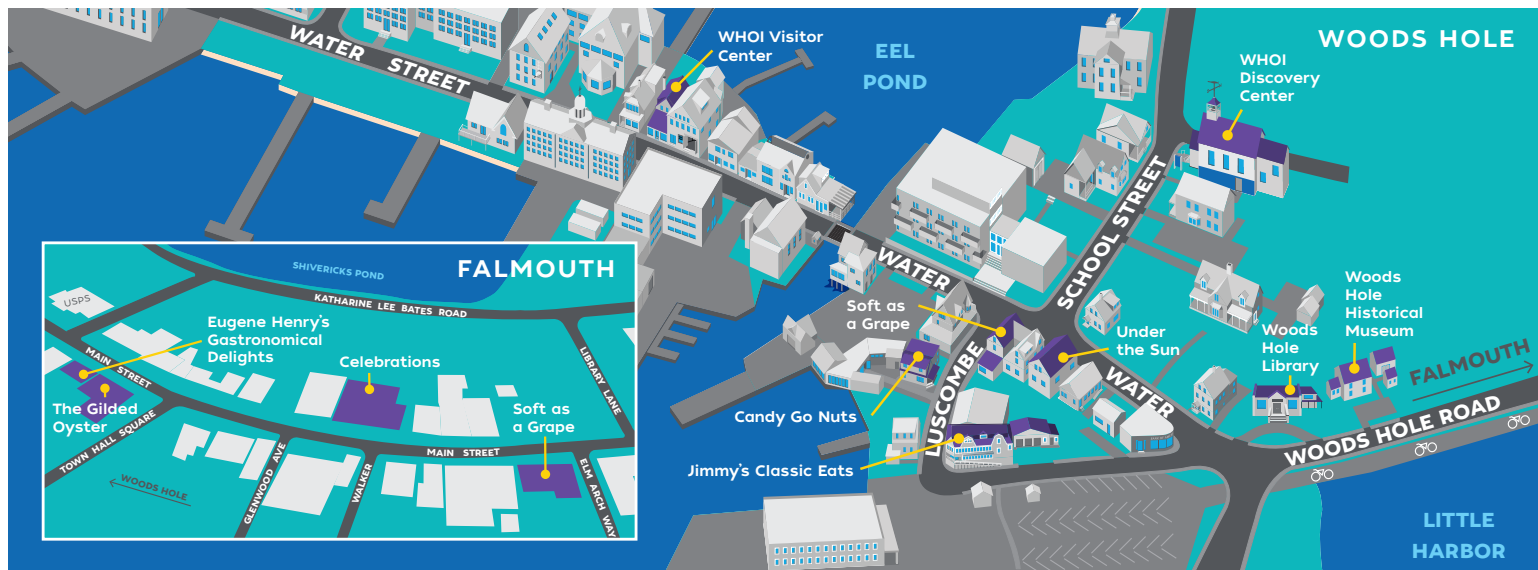 WOODS HOLE
WATER STREET
WHOI Visitor
Center
EEL
POND
WHOI
Discovery
Center
SCHOOL STREET
WATER
Soft as
a Grape
Under
the Sun
Woods
Hole
Historical
Museum
Woods
Hole
Library
FALMOUTH
Candy Go Nuts
LUSCOMBE
WATER
WOODS HOLE ROAD
Jimmy's Classic Eats
LITTLE
HARBOR
FALMOUTH
SHIVERICKS POND
USPS
KATHARINE LEE BATES ROAD
Eugene Henry's
Gastronomical
Delights
MAIN STREET
Celebrations
LIBRARY LANE
The Gilded
Oyster
Soft as
a Grape
TOWN HALL SQUARE
MAIN STREET
WOODS HOLE
GLENWOOD AVE
WALKER
ELM ARCH WAY